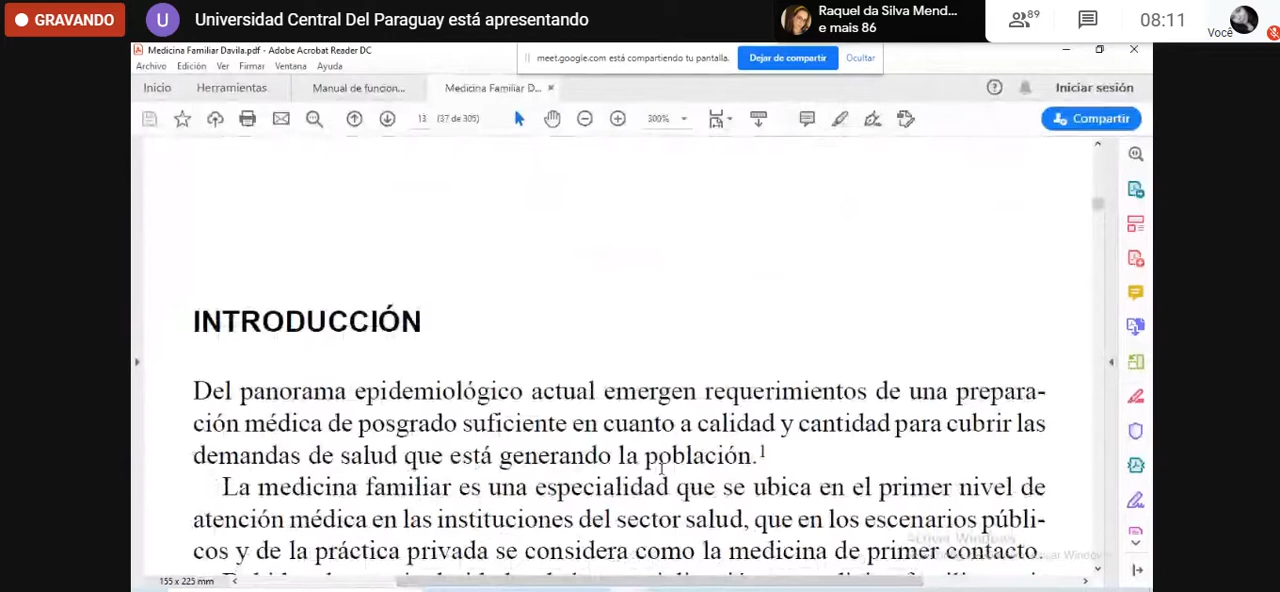 GRAVANDO
U
Universidad Central Del Paraguay está apresentando
Raquel da Silva Mend...
e mais 86
89
08:11
Você
Medicina Familiar Davila.pdf - Adobe Acrobat Reader DC
meet.google.com está compartiendo tu pantalla.
Dejar de compartir
Ocultar
Archivo Edición Ver Firmar Ventana Ayuda
Inicio Herramientas Manual de funcion... Medicina Familiar D... × Iniciar sesión
13 (37 de 305) 300% Compartir
INTRODUCCIÓN
Del panorama epidemiológico actual emergen requerimientos de una prepara-
ción médica de posgrado suficiente en cuanto a calidad y cantidad para cubrir las
demandas de salud que está generando la población.¹
La medicina familiar es una especialidad que se ubica en el primer nivel de
atención médica en las instituciones del sector salud, que en los escenarios públi-
cos y de la práctica privada se considera como la medicina de primer contacto.
Activar Windows
155 x 225 mm